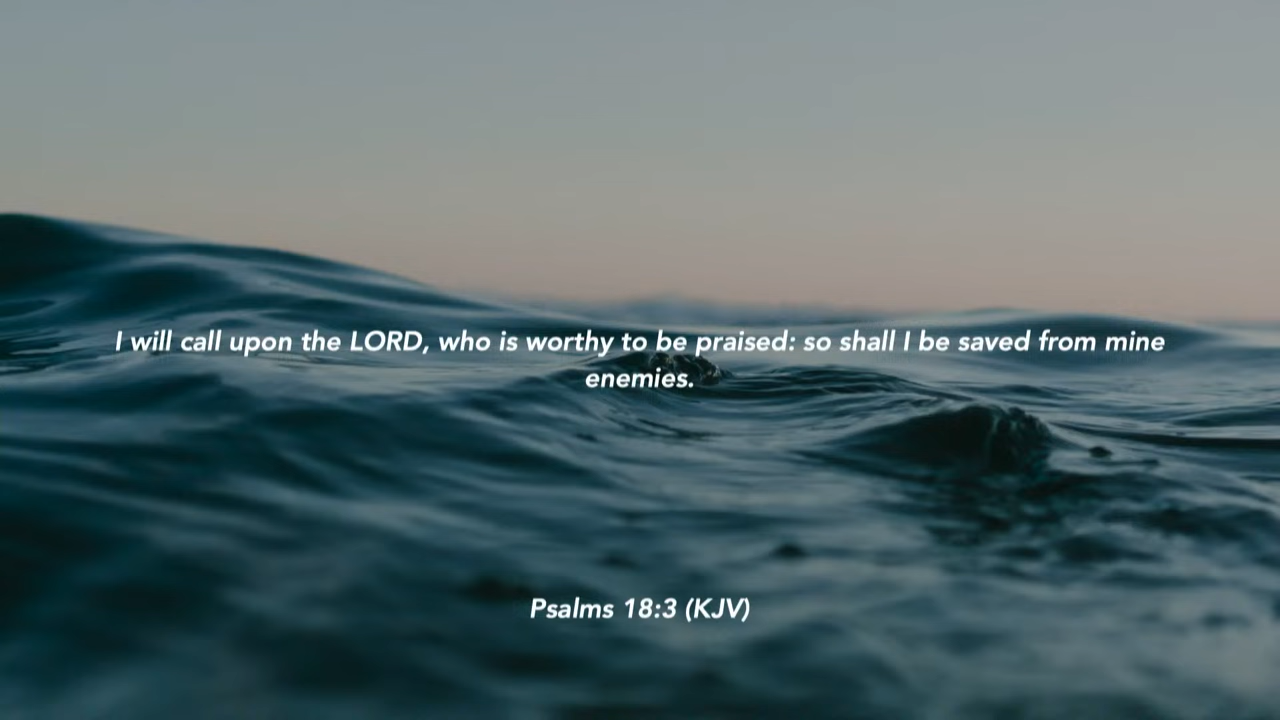 I will call upon the LORD, who is worthy to be praised: so shall I be saved from mine
enemies.
Psalms 18:3 (KJV)